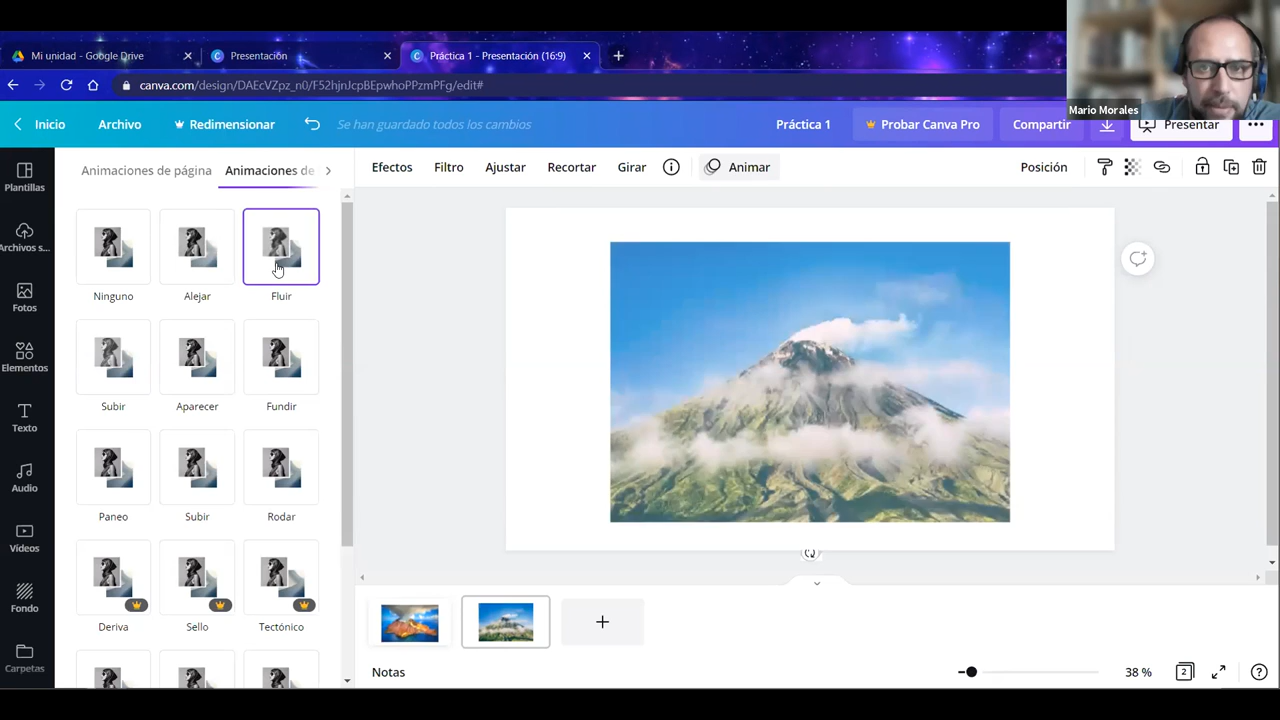 Mi unidad - Google Drive
Presentación
Práctica 1 - Presentación (16:9)
canva.com/design/DAEcVZpz_n0/F52hjnJcpBEpwhoPPzmPFg/edit#
Mario Morales
Inicio
Archivo
Redimensionar
Se han guardado todos los cambios
Práctica 1
Probar Canva Pro
Compartir
Presentar
Plantillas
Archivos s...
Fotos
Elementos
Texto
Audio
Vídeos
Fondo
Carpetas
Animaciones de página
Animaciones de
Efectos
Filtro
Ajustar
Recortar
Girar
Animar
Posición
Ninguno
Alejar
Fluir
Subir
Aparecer
Fundir
Paneo
Subir
Rodar
Deriva
Sello
Tectónico
Notas
38 %
2